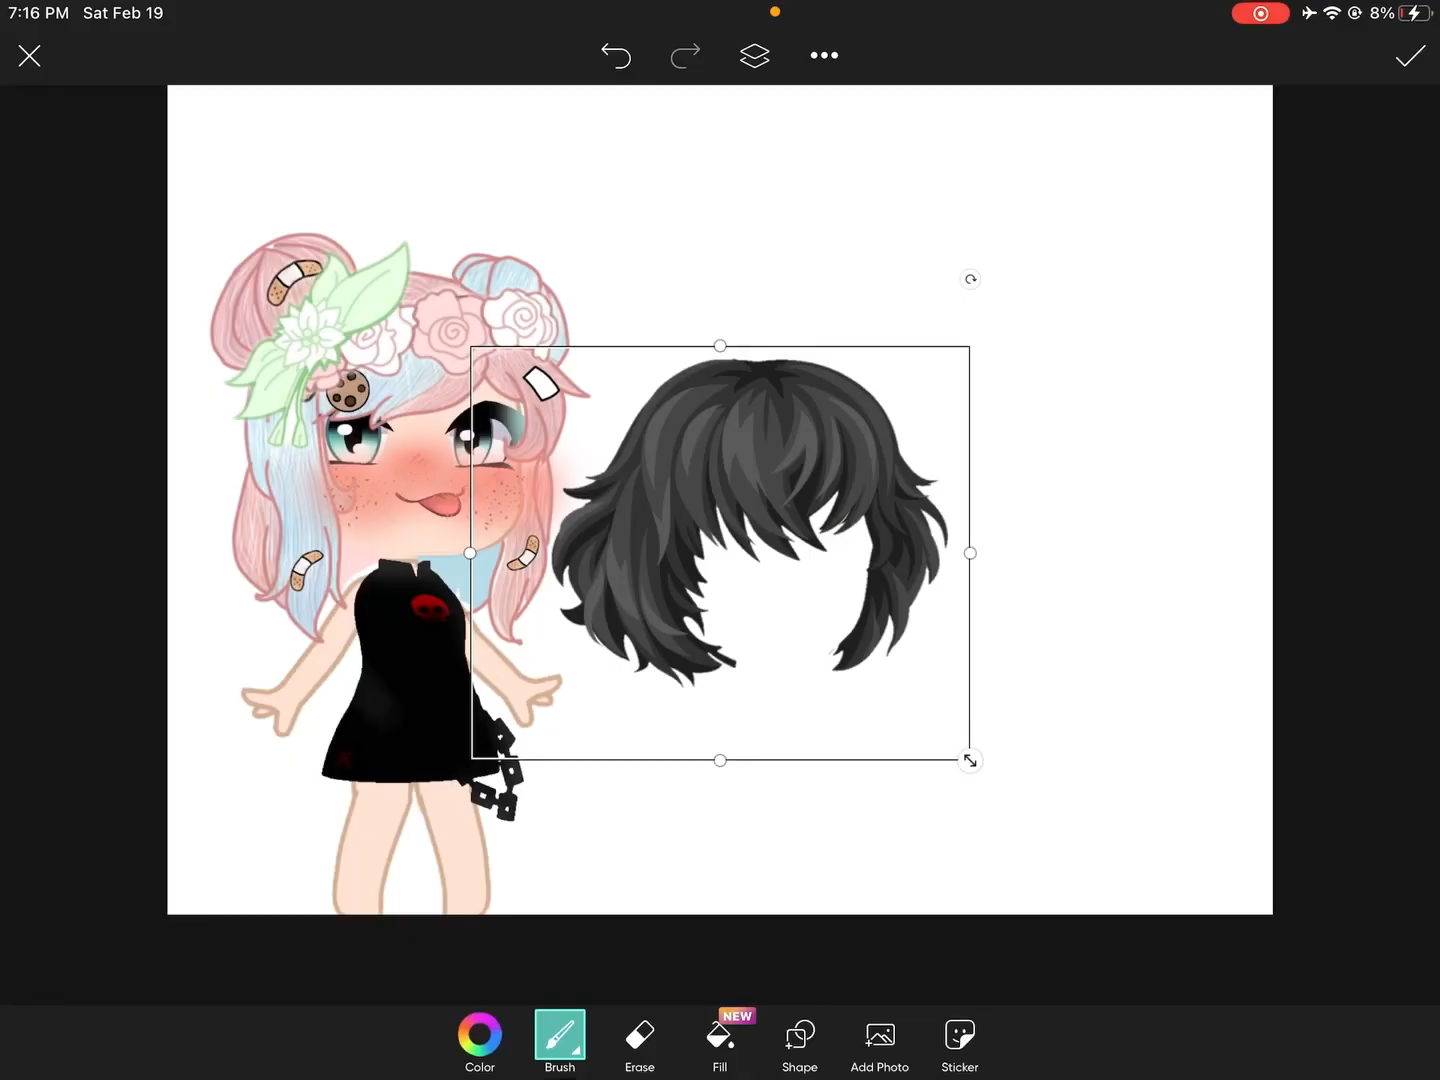 7:16 PM Sat Feb 19
8%
NEW
Color
Brush
Erase
Fill
Shape
Add Photo
Sticker